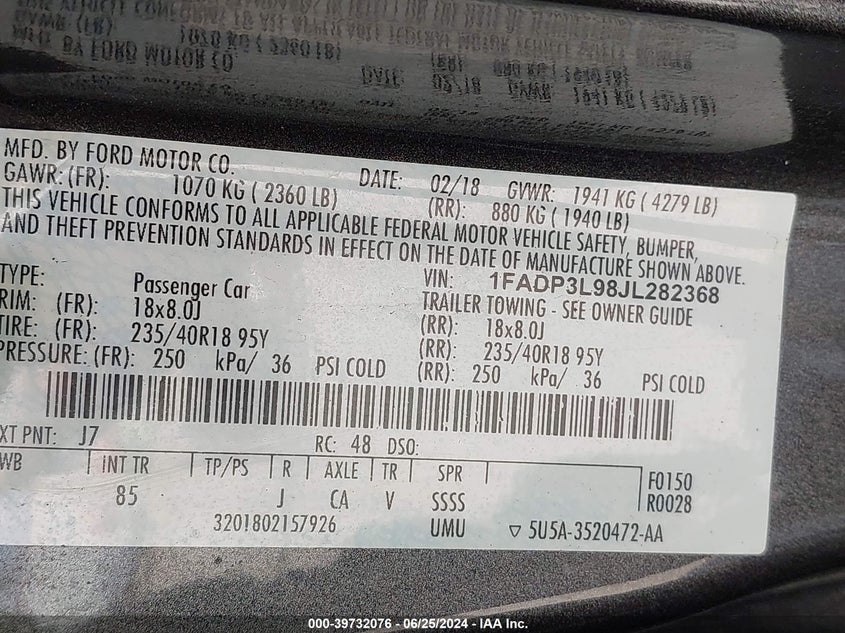 MFD. BY FORD MOTOR CO. DATE: 02/18 GVWR: 1941 KG ( 4279 LB)
GAWR: (FR): 1070 KG ( 2360 LB) (RR): 880 KG ( 1940 LB)
THIS VEHICLE CONFORMS TO ALL APPLICABLE FEDERAL MOTOR VEHICLE SAFETY, BUMPER,
AND THEFT PREVENTION STANDARDS IN EFFECT ON THE DATE OF MANUFACTURE SHOWN ABOVE.
TYPE: Passenger Car VIN: 1FADP3L98JL282368
RIM: (FR): 18x8.0J TRAILER TOWING - SEE OWNER GUIDE
(RR): 18x8.0J
TIRE: (FR): 235/40R18 95Y (RR): 235/40R18 95Y
PRESSURE: (FR): 250 kPa/ 36 PSI COLD (RR): 250 kPa/ 36 PSI COLD
XT PNT: J7 RC: 48 DSO:
WB INT TR TP/PS R AXLE TR SPR F0150
85 J CA V SSSS R0028
3201802157926 UMU ▽ 5U5A-3520472-AA
000-39732076 - 06/25/2024 - IAA Inc.